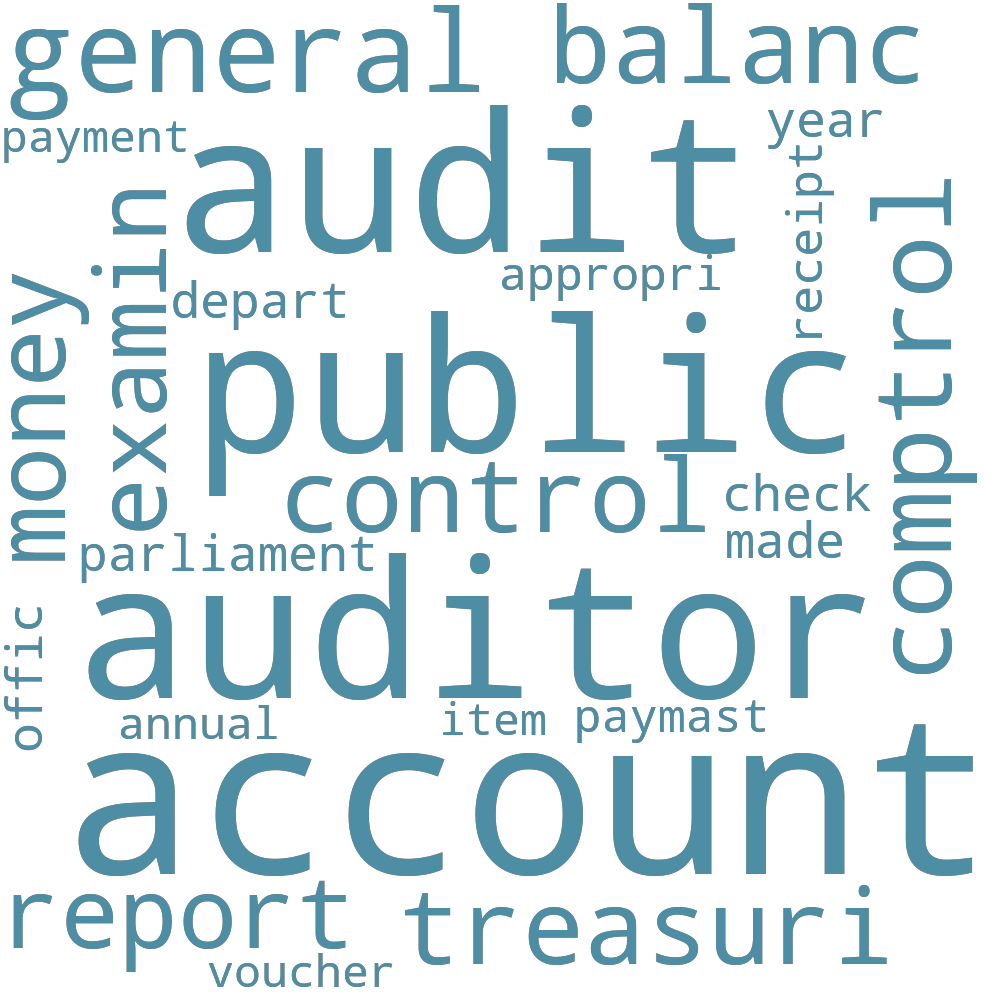 general
balanc
payment
audit
year
receipt
examin
comptrol
appropri
depart
money
public
control
check
made
parliament
auditor
offic
annual
item
paymast
account
report
treasuri
voucher